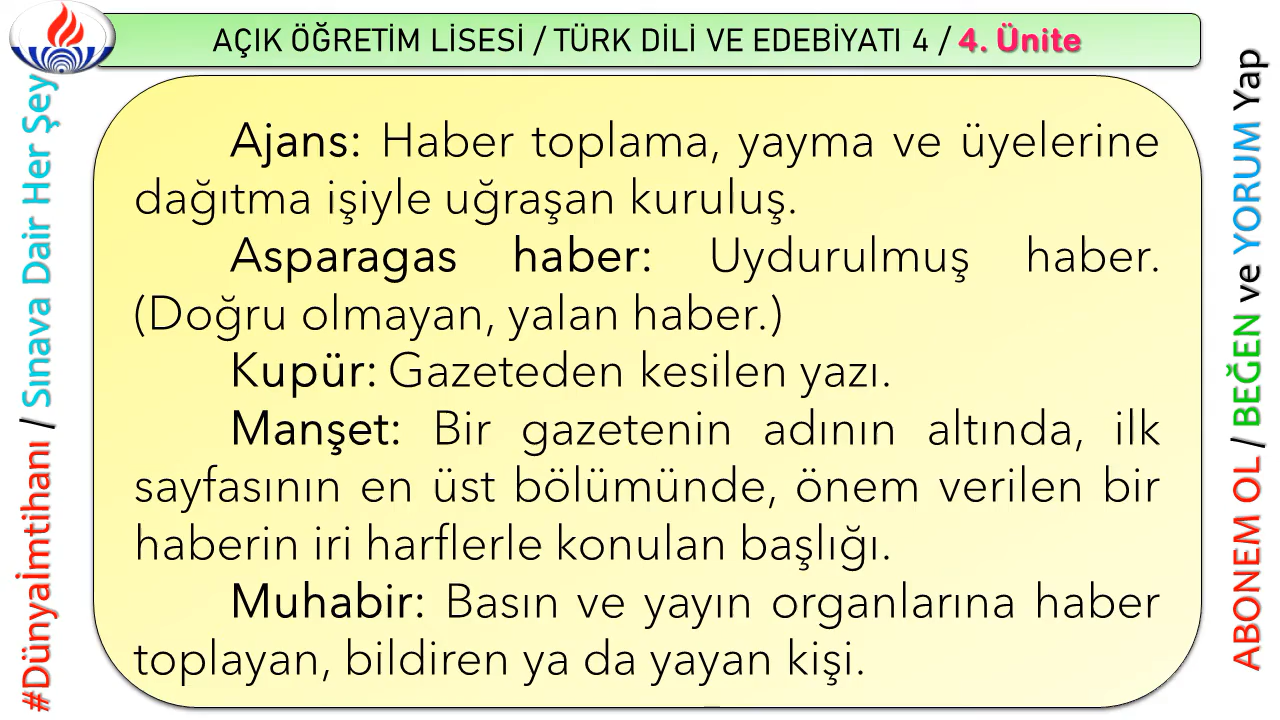 AÇIK ÖĞRETİM LİSESİ / TÜRK DİLİ VE EDEBİYATI 4 / 4. Ünite
#Dünyaİmtihanı / Sınava Dair Her Şey
Ajans: Haber toplama, yayma ve üyelerine
dağıtma işiyle uğraşan kuruluş.
Asparagas haber: Uydurulmuş haber.
(Doğru olmayan, yalan haber.)
Kupür: Gazeteden kesilen yazı.
Manşet: Bir gazetenin adının altında, ilk
sayfasının en üst bölümünde, önem verilen bir
haberin iri harflerle konulan başlığı.
Muhabir: Basın ve yayın organlarına haber
toplayan, bildiren ya da yayan kişi.
ABONEM OL / BEĞEN ve YORUM Yap